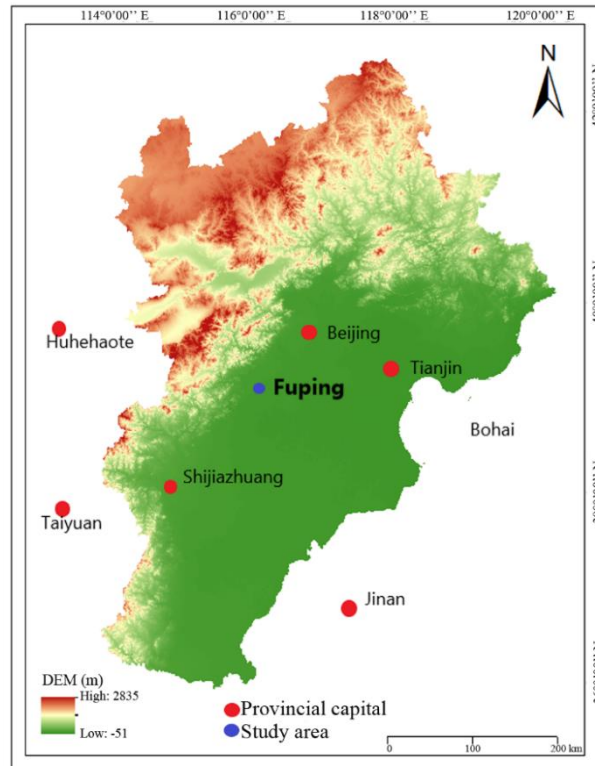 114°0′0′′ E 116°0′0′′ E 118°0′0′′ E 120°0′0′′ E
N
Beijing
Huhehaote
Tianjin
Fuping
Bohai
Shijiazhuang
Taiyuan
Jinan
DEM (m)
High: 2835
Low: -51
Provincial capital
Study area
0 100 200 km